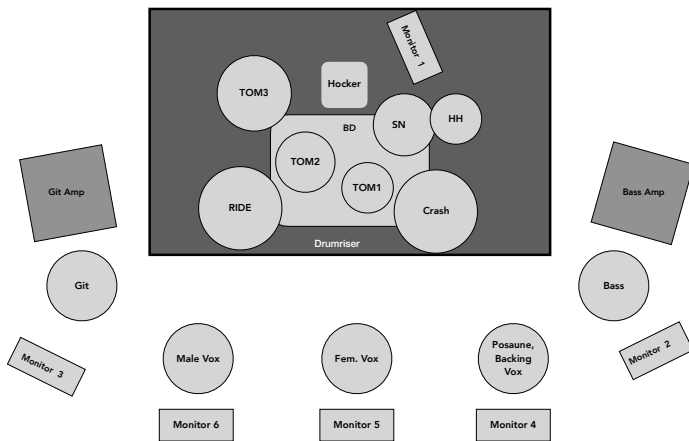 Monitor 1
Hocker
TOM3
BD
SN
HH
TOM2
TOM1
RIDE
Crash
Drumriser
Git Amp
Bass Amp
Git
Bass
Monitor 3
Male Vox
Fem. Vox
Posaune,
Backing
Vox
Monitor 2
Monitor 6
Monitor 5
Monitor 4